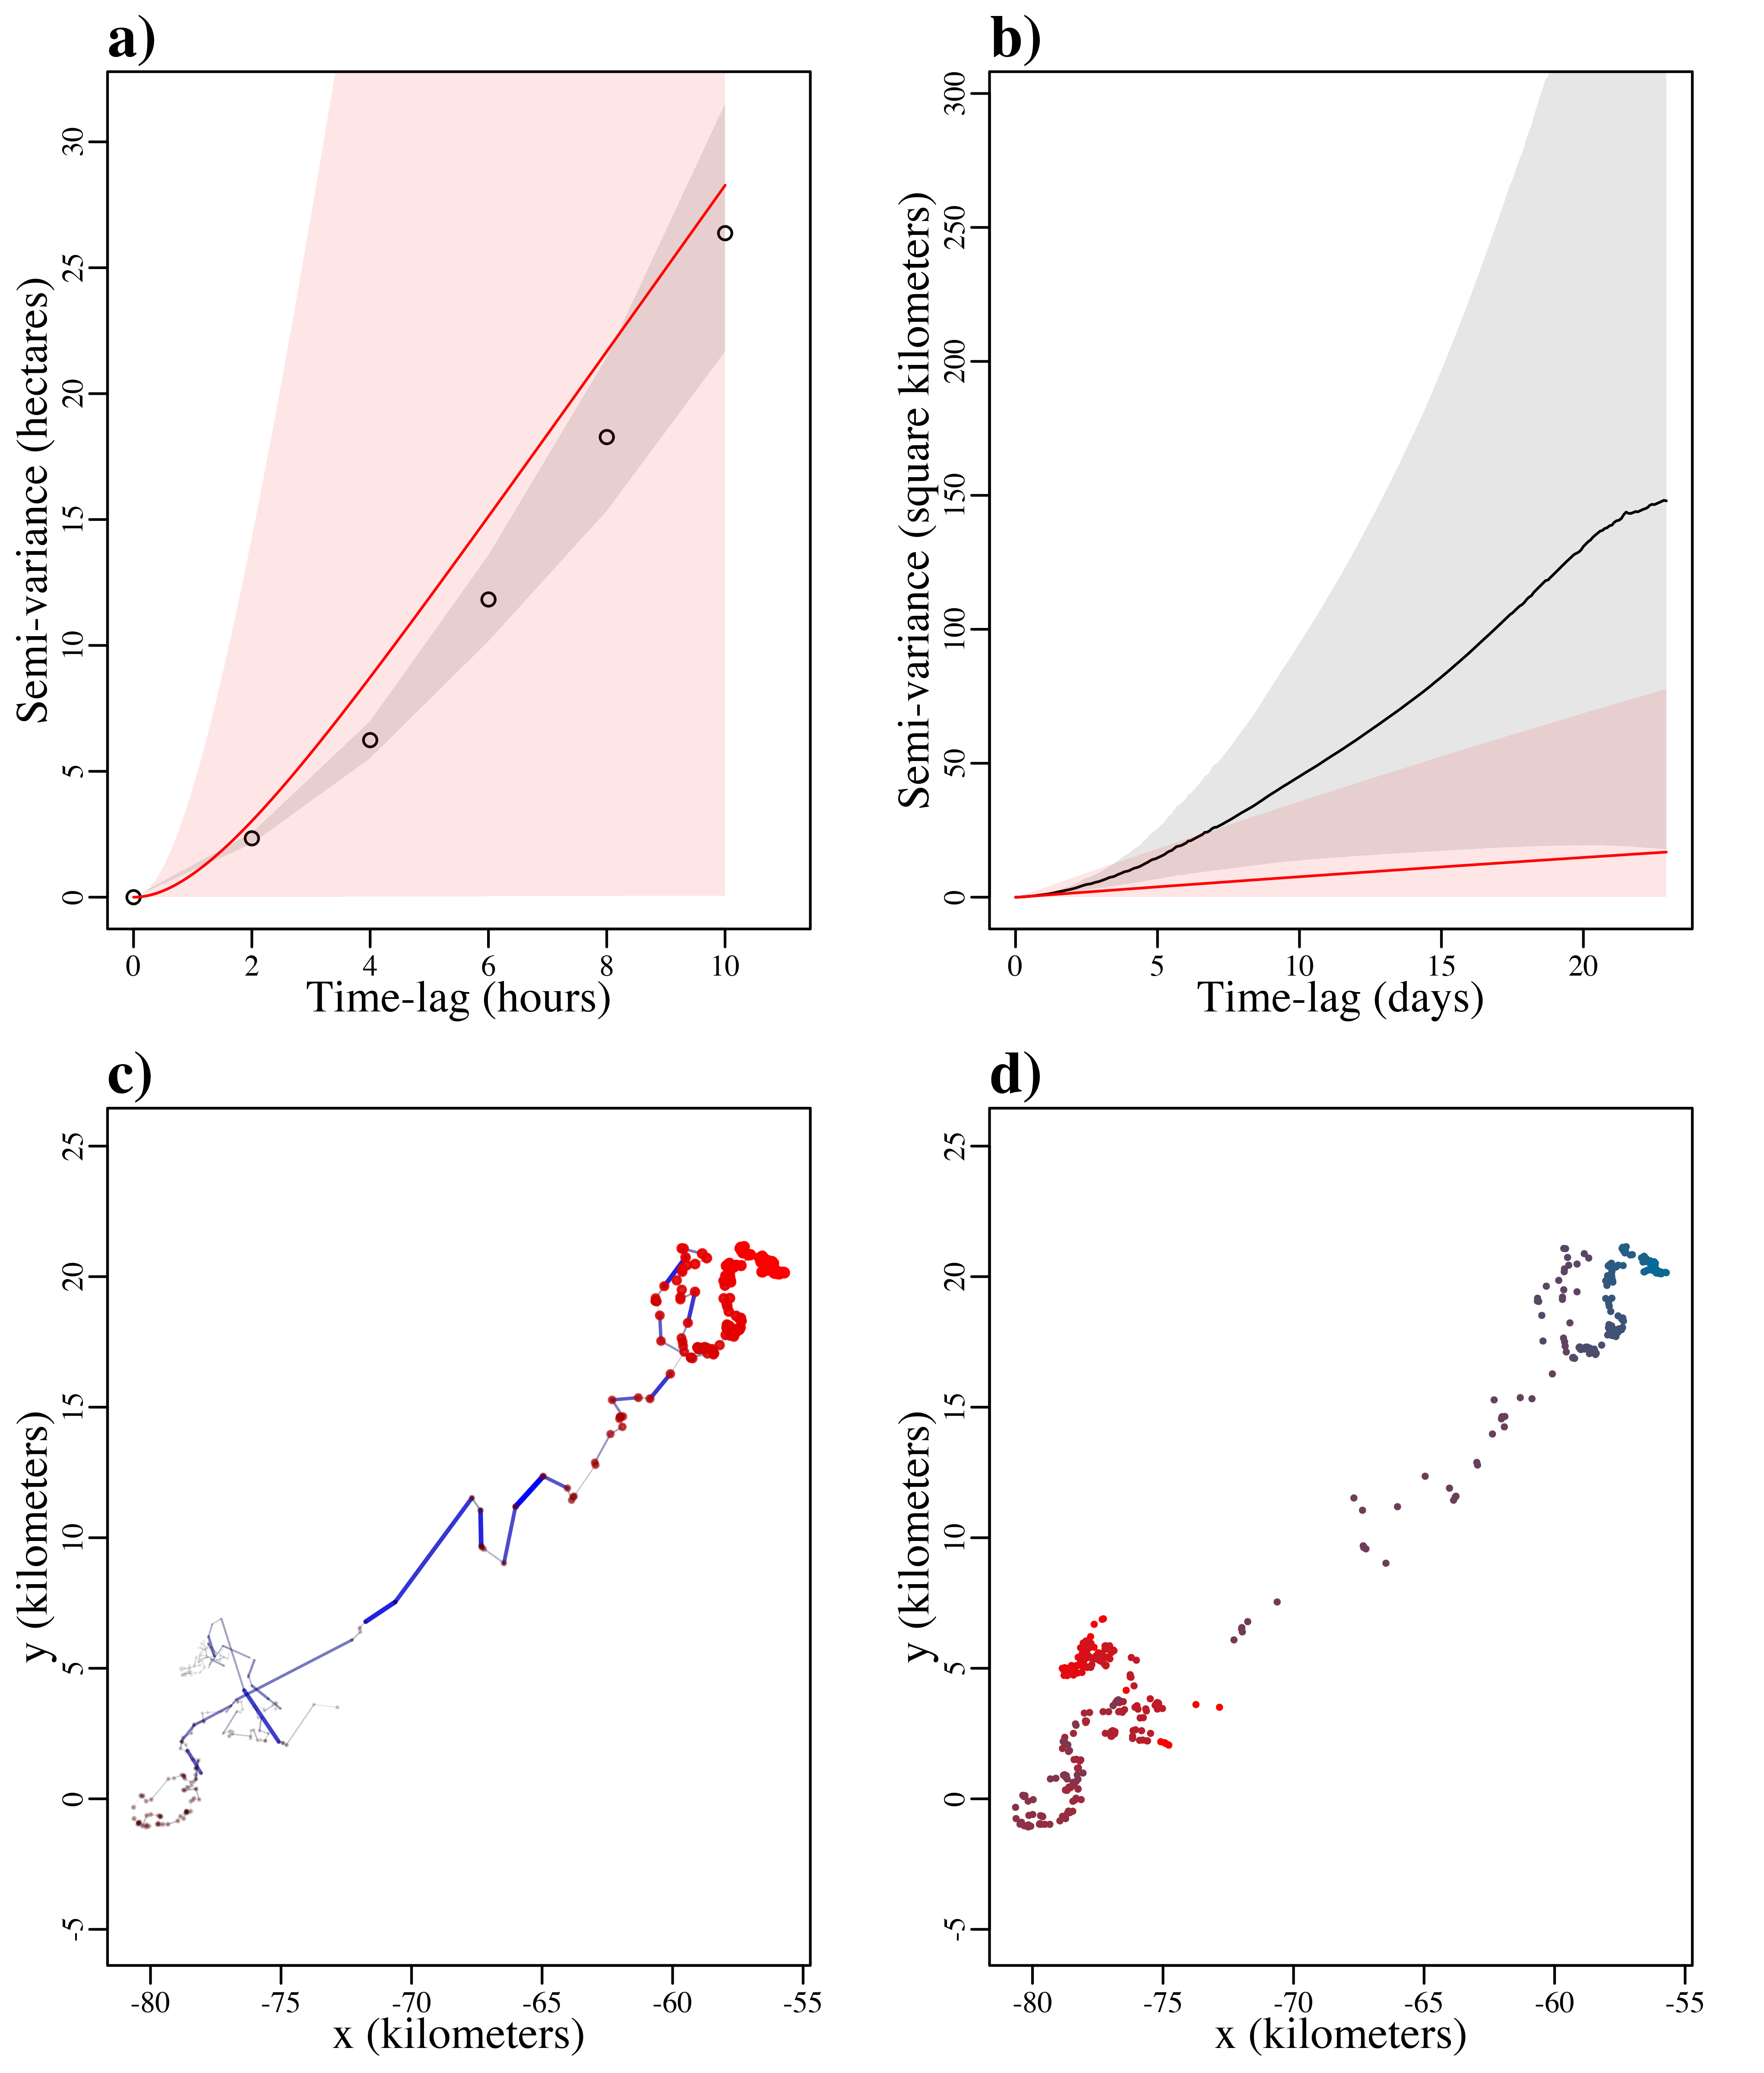 a)
Semi-variance (hectares)
0 5 10 15 20 25 30
0 2 4 6 8 10
Time-lag (hours)
b)
Semi-variance (square kilometers)
0 50 100 150 200 250 300
0 5 10 15 20
Time-lag (days)
c)
y (kilometers)
-5 0 5 10 15 20 25
-80 -75 -70 -65 -60 -55
x (kilometers)
d)
y (kilometers)
-5 0 5 10 15 20 25
-80 -75 -70 -65 -60 -55
x (kilometers)